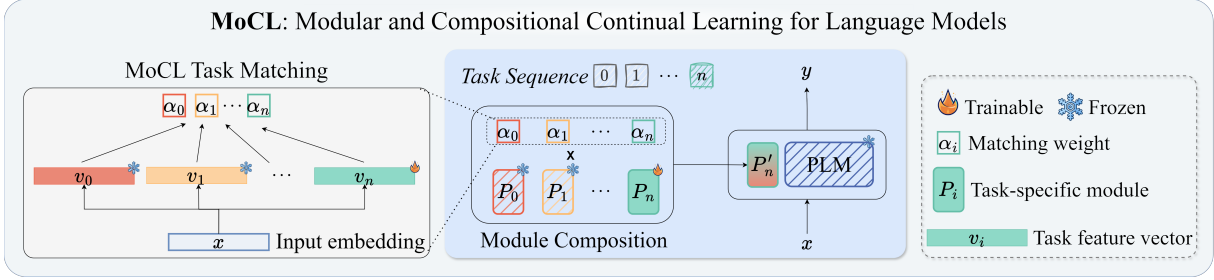 MoCL: Modular and Compositional Continual Learning for Language Models
MoCL Task Matching
α₀ α₁ ⋯ αₙ
v₀ v₁ ⋯ vₙ
x Input embedding
Task Sequence 0 1 ⋯ n
α₀ α₁ ⋯ αₙ
x
P₀ P₁ ⋯ Pₙ
Module Composition
y
P′ₙ PLM
x
Trainable Frozen
αᵢ Matching weight
Pᵢ Task-specific module
vᵢ Task feature vector